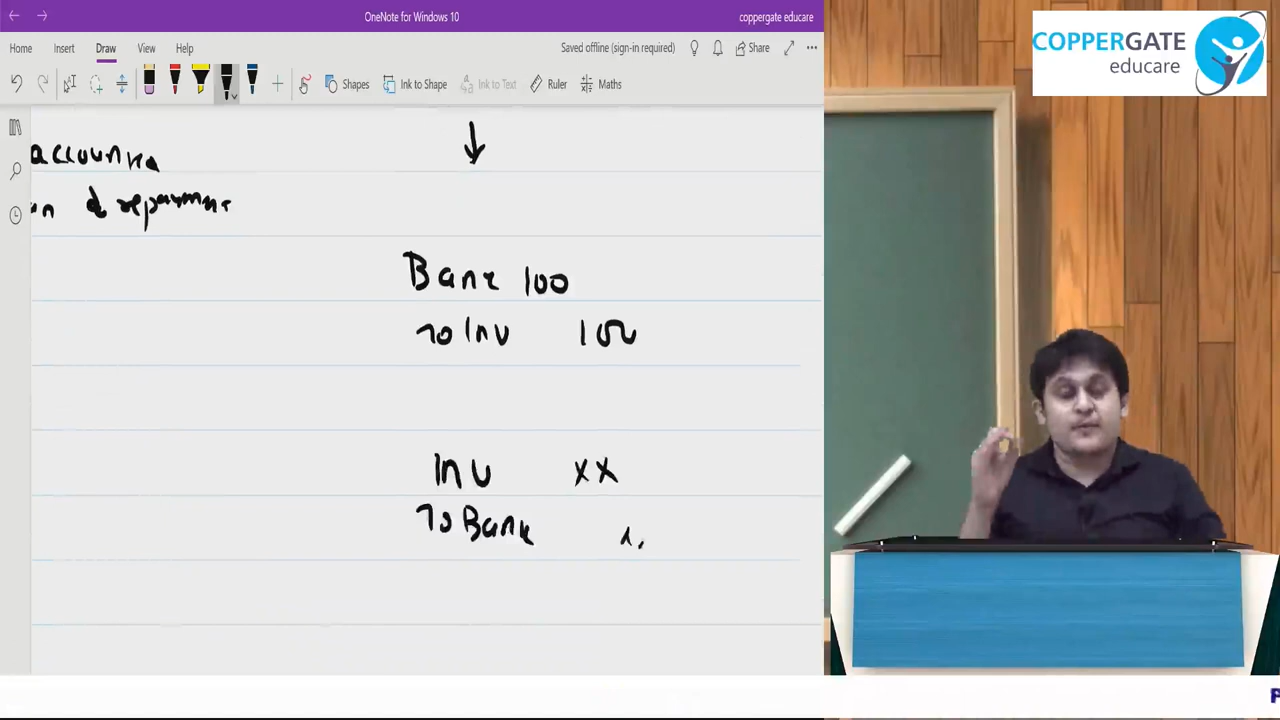 OneNote for Windows 10
coppergate educare
Home Insert Draw View Help
Saved offline (sign-in required)
Share
Shapes
Ink to Shape
Ink to Text
Ruler
Maths
COPPERGATE
educare
Bank 100
To Inv 100
Inv xx
To Bank
P